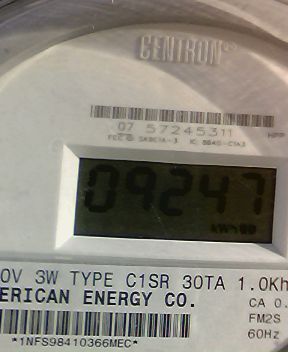 CENTRON®
07 57245311
HPP
09247
0V 3W TYPE C1SR 30TA 1.0Kh
ERICAN ENERGY CO.
CA 0.
FM2S
60Hz
*1NFS98410366MEC*